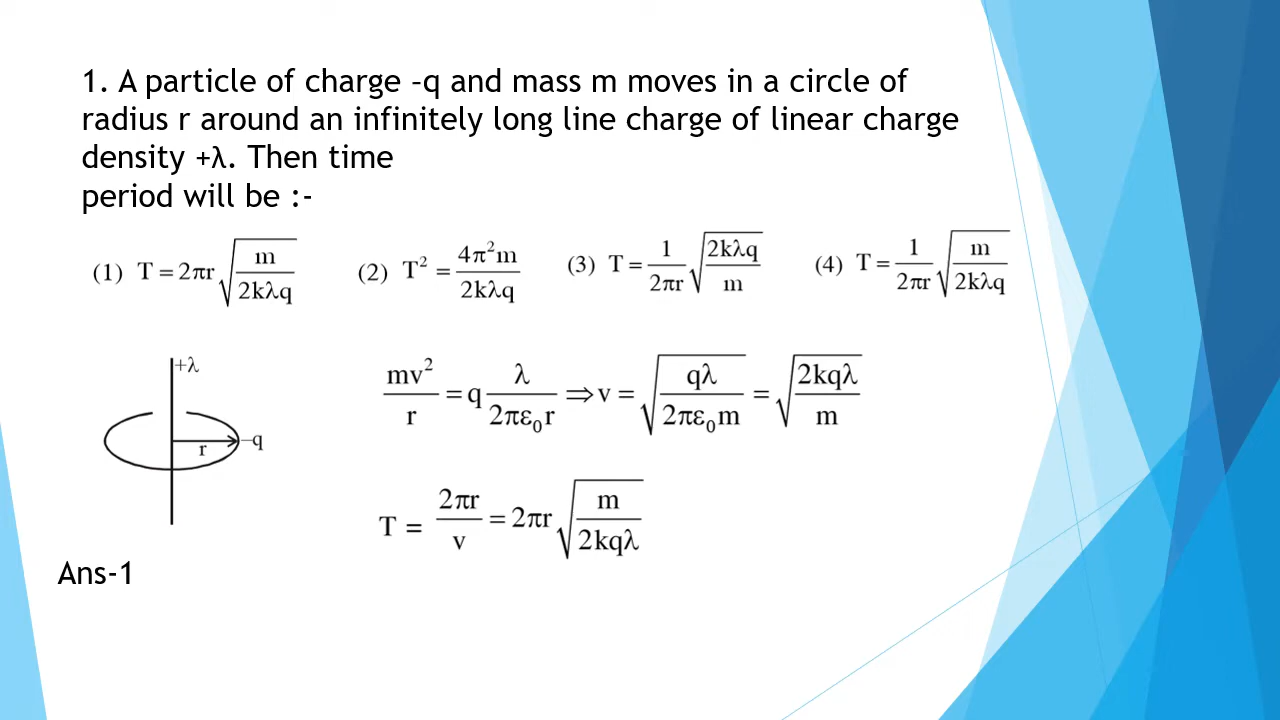 1. A particle of charge –q and mass m moves in a circle of
radius r around an infinitely long line charge of linear charge
density +λ. Then time
period will be :-
(1) T = 2πr√(m/2kλq) (2) T² = 4π²m/2kλq (3) T = 1/2πr √(2kλq/m) (4) T = 1/2πr √(m/2kλq)
+λ
r
–q
mv²/r = q λ/2πε₀r ⇒ v = √(qλ/2πε₀m) = √(2kqλ/m)
T = 2πr/v = 2πr√(m/2kqλ)
Ans-1